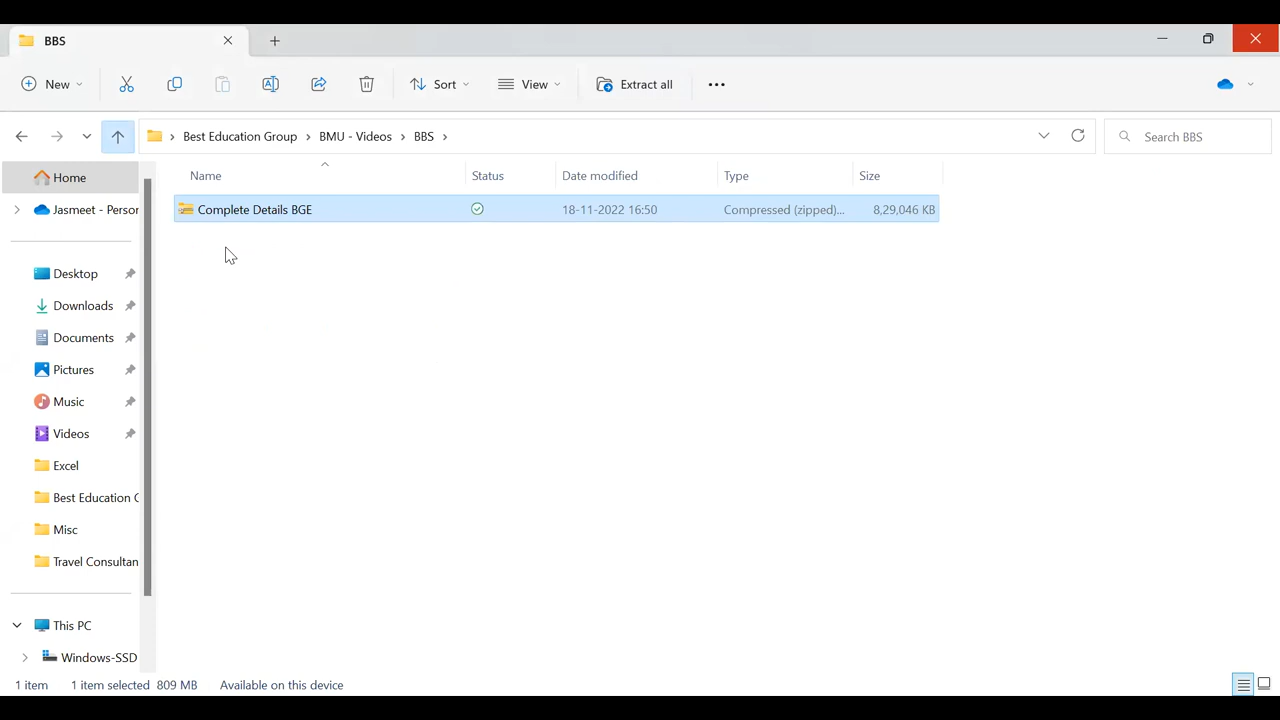 BBS
New
Sort
View
Extract all
Best Education Group
BMU - Videos
BBS
Search BBS
Name
Status
Date modified
Type
Size
Complete Details BGE
18-11-2022 16:50
Compressed (zipped)...
8,29,046 KB
Home
Jasmeet - Persor
Desktop
Downloads
Documents
Pictures
Music
Videos
Excel
Best Education G
Misc
Travel Consultan
This PC
Windows-SSD
1 item
1 item selected 809 MB
Available on this device